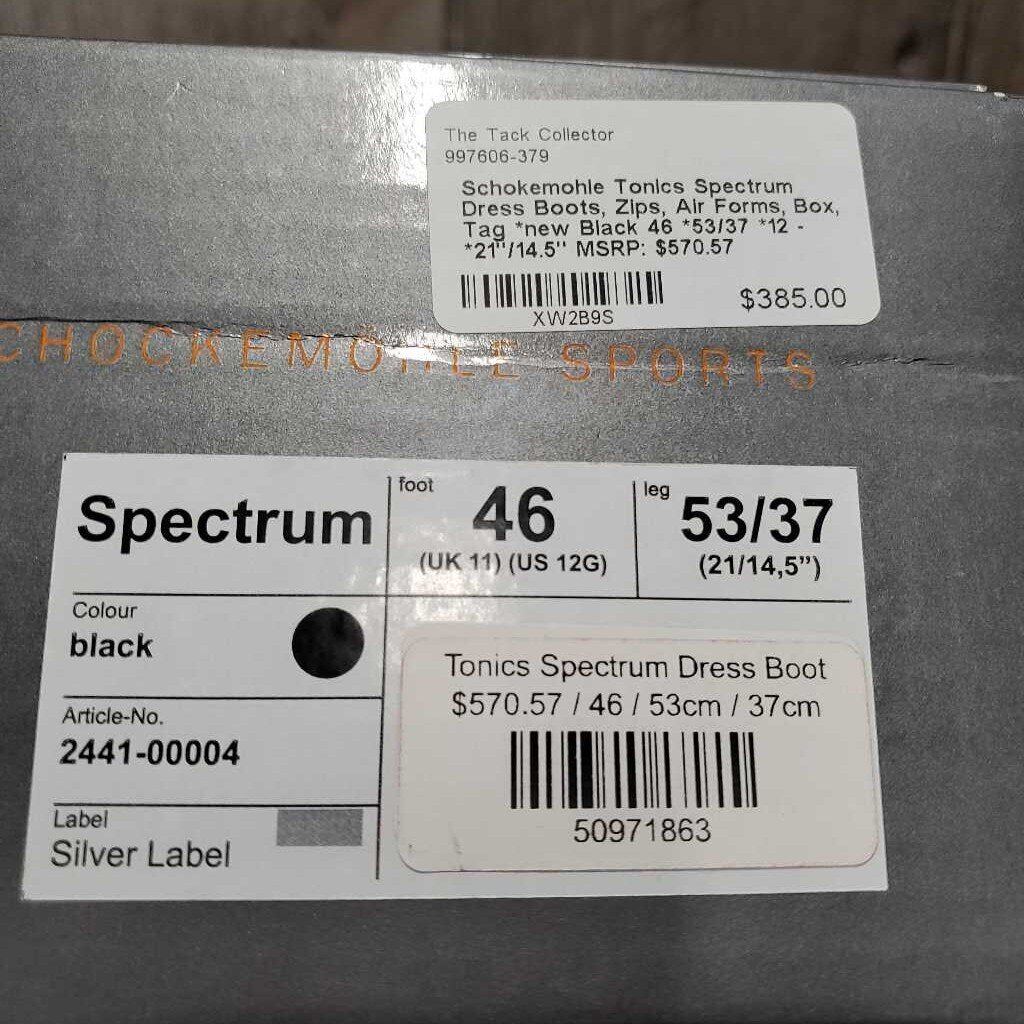 The Tack Collector
997606-379
Schokemohle Tonics Spectrum
Dress Boots, Zips, Air Forms, Box,
Tag *new Black 46 *53/37 *12 -
*21"/14.5" MSRP: $570.57
$385.00
XW2B9S
CHOCKEMÖHLE SPORTS
Spectrum
foot
46
(UK 11) (US 12G)
leg
53/37
(21/14,5”)
Colour
black
Article-No.
2441-00004
Label
Silver Label
Tonics Spectrum Dress Boot
$570.57 / 46 / 53cm / 37cm
50971863